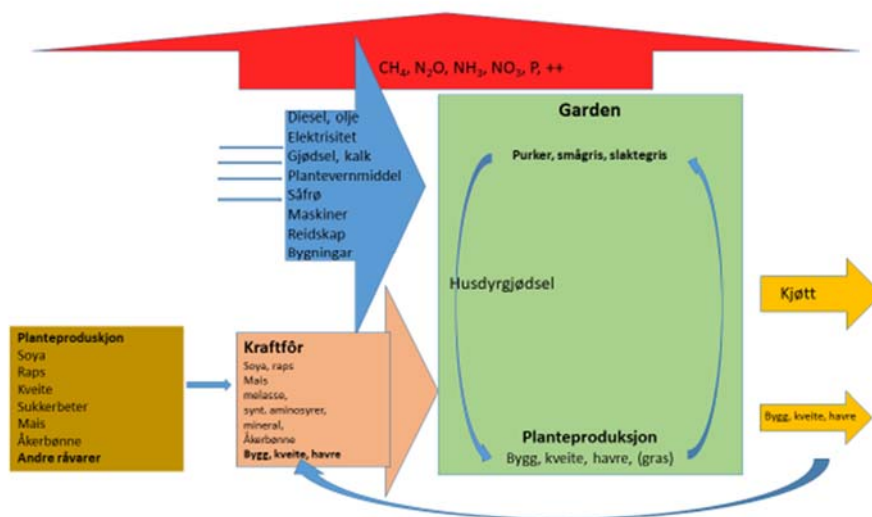 CH₄, N₂O, NH₃, NO₃, P, ++
Diesel, olje
Elektrisitet
Gjødsel, kalk
Plantevernmiddel
Såfrø
Maskiner
Reidskap
Bygningar
Garden
Purker, smågris, slaktegris
Husdyrgjødsel
Planteproduksjon
Bygg, kveite, havre, (gras)
Planteproduskjon
Soya
Raps
Kveite
Sukkerbeter
Mais
Åkerbønne
Andre råvarer
Kraftfôr
Soya, raps
Mais
melasse,
synt. aminosyrer,
mineral,
Åkerbønne
Bygg, kveite, havre
Kjøtt
Bygg, kveite, havre